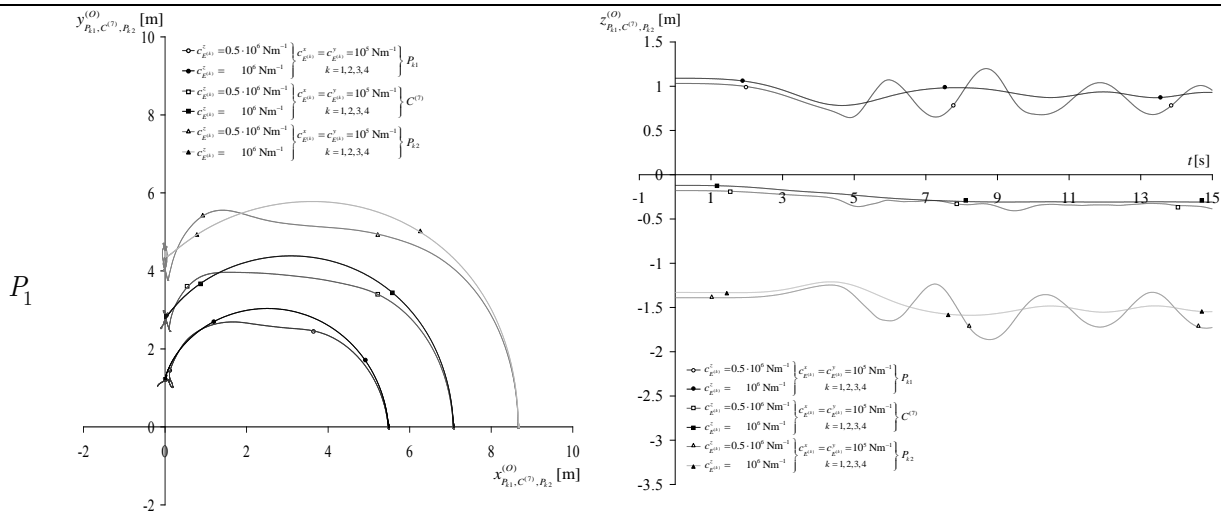 y^{(O)}_{P_{k1}, C^{(7)}, P_{k2}} [m]
10
c^z_{E^{(k)}} = 0.5·10^6 Nm^{-1} } c^x_{E^{(k)}} = c^y_{E^{(k)}} = 10^5 Nm^{-1} } P_{k1}
c^z_{E^{(k)}} = 10^6 Nm^{-1} k = 1,2,3,4
c^z_{E^{(k)}} = 0.5·10^6 Nm^{-1} } c^x_{E^{(k)}} = c^y_{E^{(k)}} = 10^5 Nm^{-1} } C^{(7)}
c^z_{E^{(k)}} = 10^6 Nm^{-1} k = 1,2,3,4
c^z_{E^{(k)}} = 0.5·10^6 Nm^{-1} } c^x_{E^{(k)}} = c^y_{E^{(k)}} = 10^5 Nm^{-1} } P_{k2}
c^z_{E^{(k)}} = 10^6 Nm^{-1} k = 1,2,3,4
8
6
4
P_1
2
0
-2 0 2 4 6 8 10
x^{(O)}_{P_{k1}, C^{(7)}, P_{k2}} [m]
-2
z^{(O)}_{P_{k1}, C^{(7)}, P_{k2}} [m]
1.5
1
0.5
t [s]
0
-1 1 3 5 7 9 11 13 15
-0.5
-1
-1.5
-2
c^z_{E^{(k)}} = 0.5·10^6 Nm^{-1} } c^x_{E^{(k)}} = c^y_{E^{(k)}} = 10^5 Nm^{-1} } P_{k1}
c^z_{E^{(k)}} = 10^6 Nm^{-1} k = 1,2,3,4
-2.5
c^z_{E^{(k)}} = 0.5·10^6 Nm^{-1} } c^x_{E^{(k)}} = c^y_{E^{(k)}} = 10^5 Nm^{-1} } C^{(7)}
c^z_{E^{(k)}} = 10^6 Nm^{-1} k = 1,2,3,4
-3
c^z_{E^{(k)}} = 0.5·10^6 Nm^{-1} } c^x_{E^{(k)}} = c^y_{E^{(k)}} = 10^5 Nm^{-1} } P_{k2}
c^z_{E^{(k)}} = 10^6 Nm^{-1} k = 1,2,3,4
-3.5